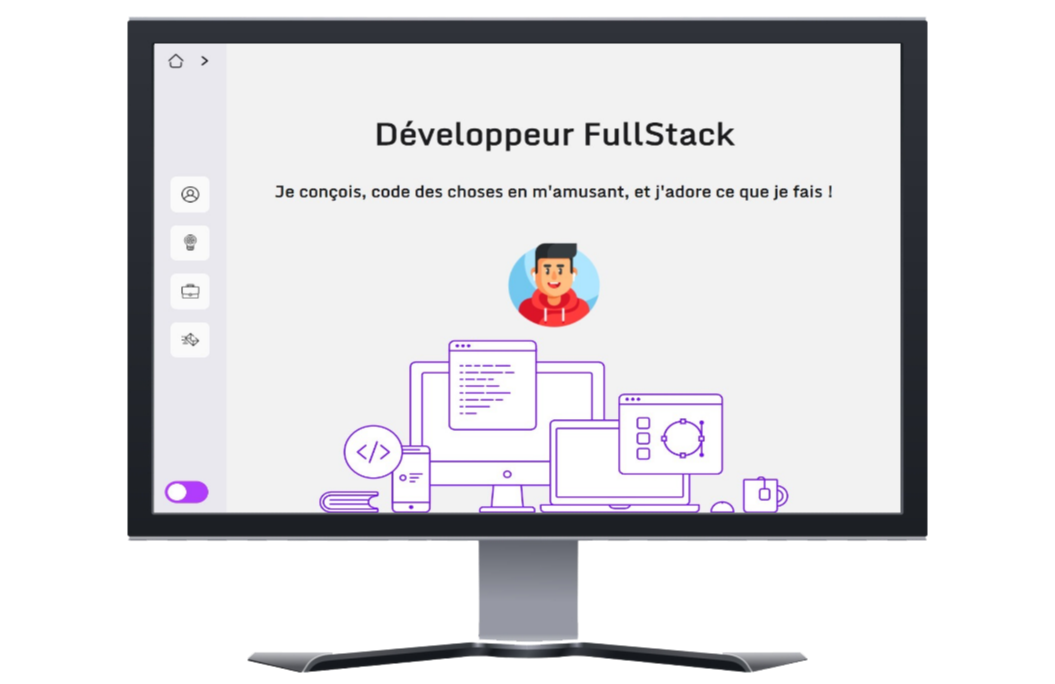 Développeur FullStack
Je conçois, code des choses en m'amusant, et j'adore ce que je fais !